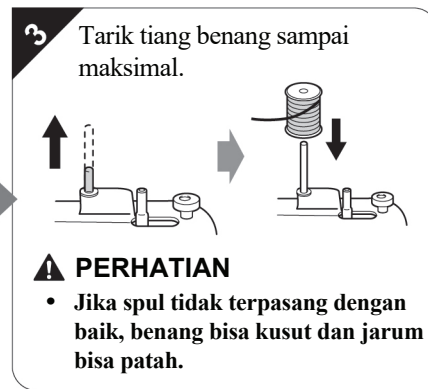 3
Tarik tiang benang sampai
maksimal.
PERHATIAN
• Jika spul tidak terpasang dengan
baik, benang bisa kusut dan jarum
bisa patah.